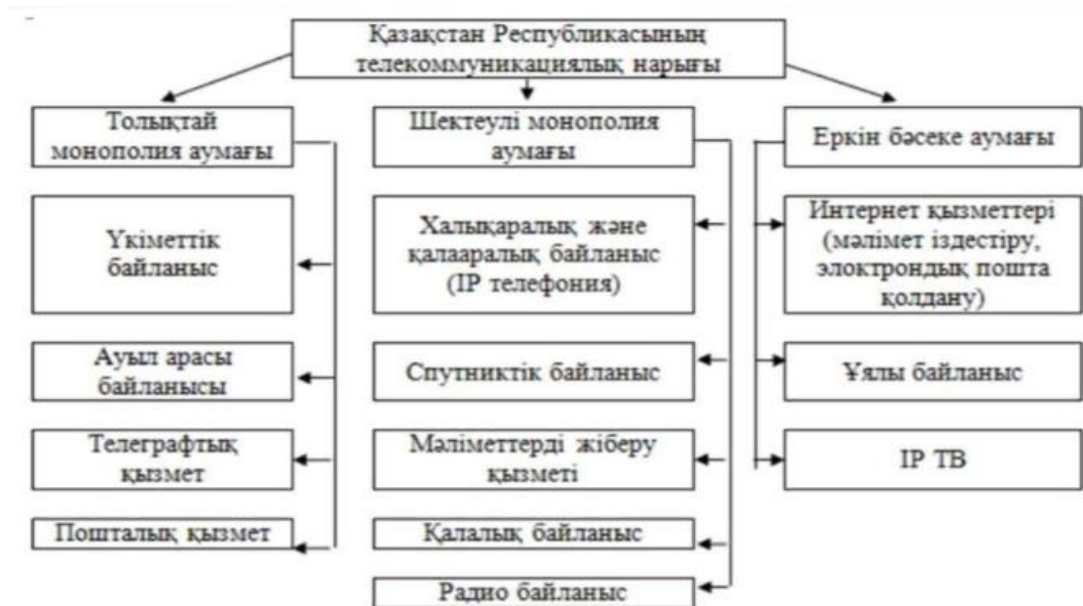 Қазақстан Республикасының
телекоммуникациялық нарығы
Толықтай
монополия аумағы
Үкіметтік
байланыс
Ауыл арасы
байланысы
Телеграфтық
қызмет
Пошталық қызмет
Шектеулі монополия
аумағы
Халықаралық және
қалааралық байланыс
(IP телефония)
Спутниктік байланыс
Мәліметтерді жіберу
қызметі
Қалалық байланыс
Радио байланыс
Еркін бәсеке аумағы
Интернет қызметтері
(мәлімет іздестіру,
элоктрондық пошта
қолдану)
Ұялы байланыс
IP ТВ